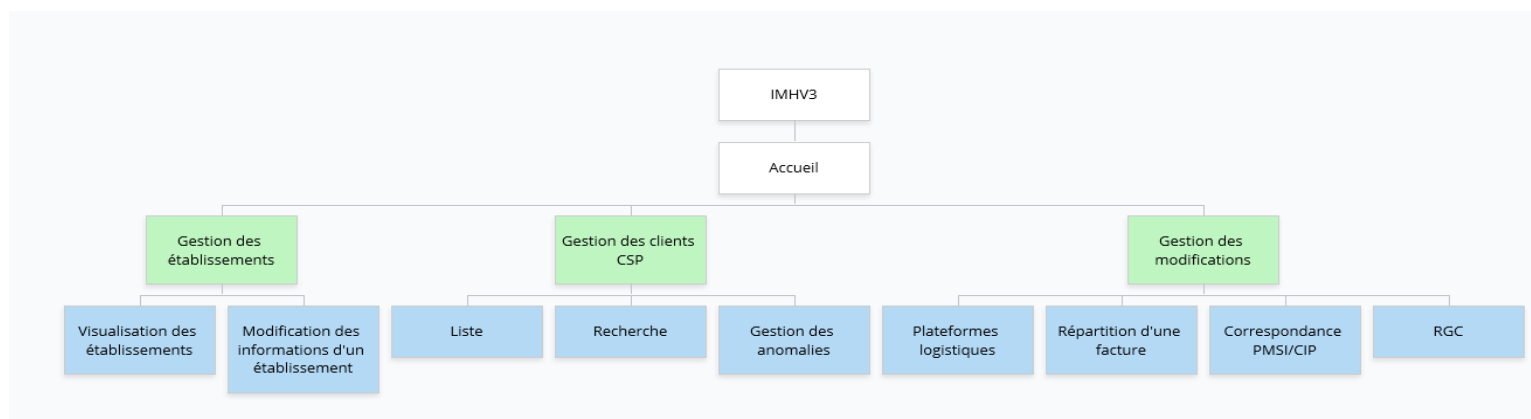 IMHV3
Accueil
Gestion des
établissements
Gestion des clients
CSP
Gestion des
modifications
Visualisation des
établissements
Modification des
informations d'un
établissement
Liste
Recherche
Gestion des
anomalies
Plateformes
logistiques
Répartition d'une
facture
Correspondance
PMSI/CIP
RGC